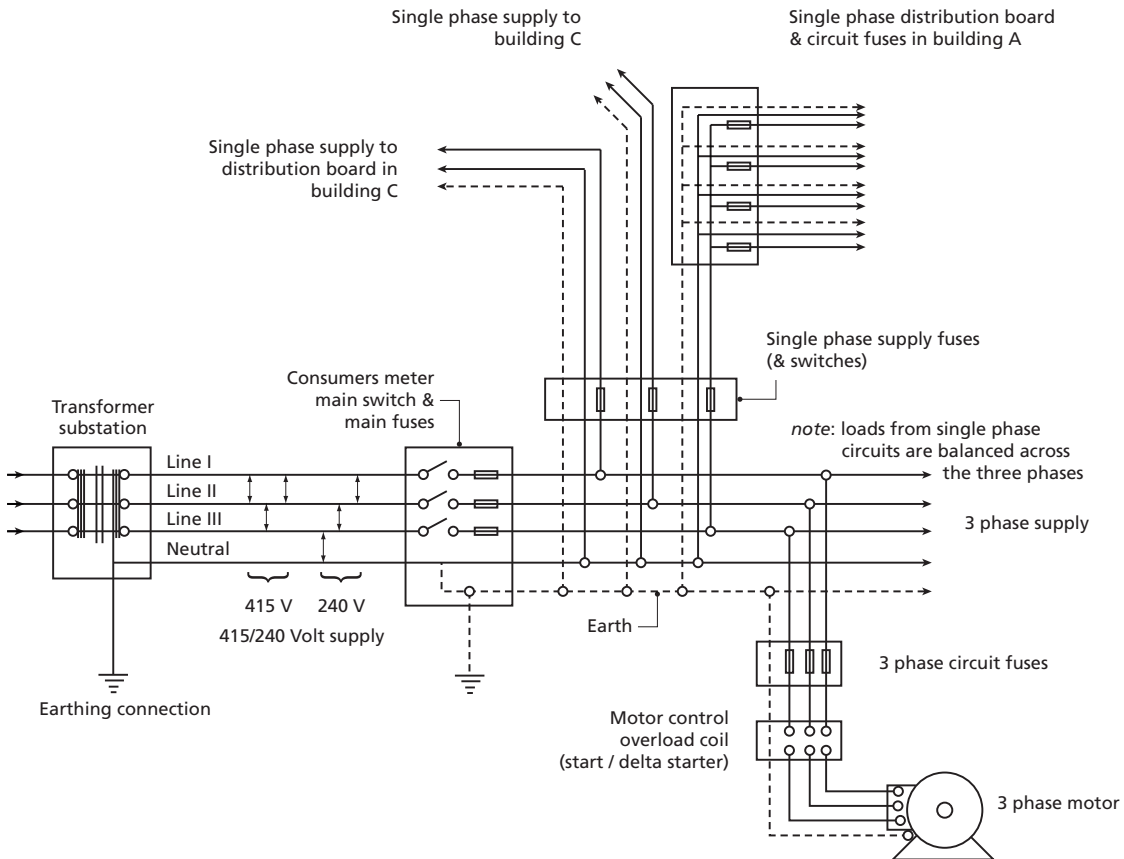 Single phase supply to
building C
Single phase distribution board
& circuit fuses in building A
Single phase supply to
distribution board in
building C
Single phase supply fuses
(& switches)
Consumers meter
main switch &
main fuses
Transformer
substation
note: loads from single phase
circuits are balanced across
the three phases
Line I
Line II
Line III
Neutral
3 phase supply
415 V
240 V
415/240 Volt supply
Earth
Earthing connection
3 phase circuit fuses
Motor control
overload coil
(start / delta starter)
3 phase motor